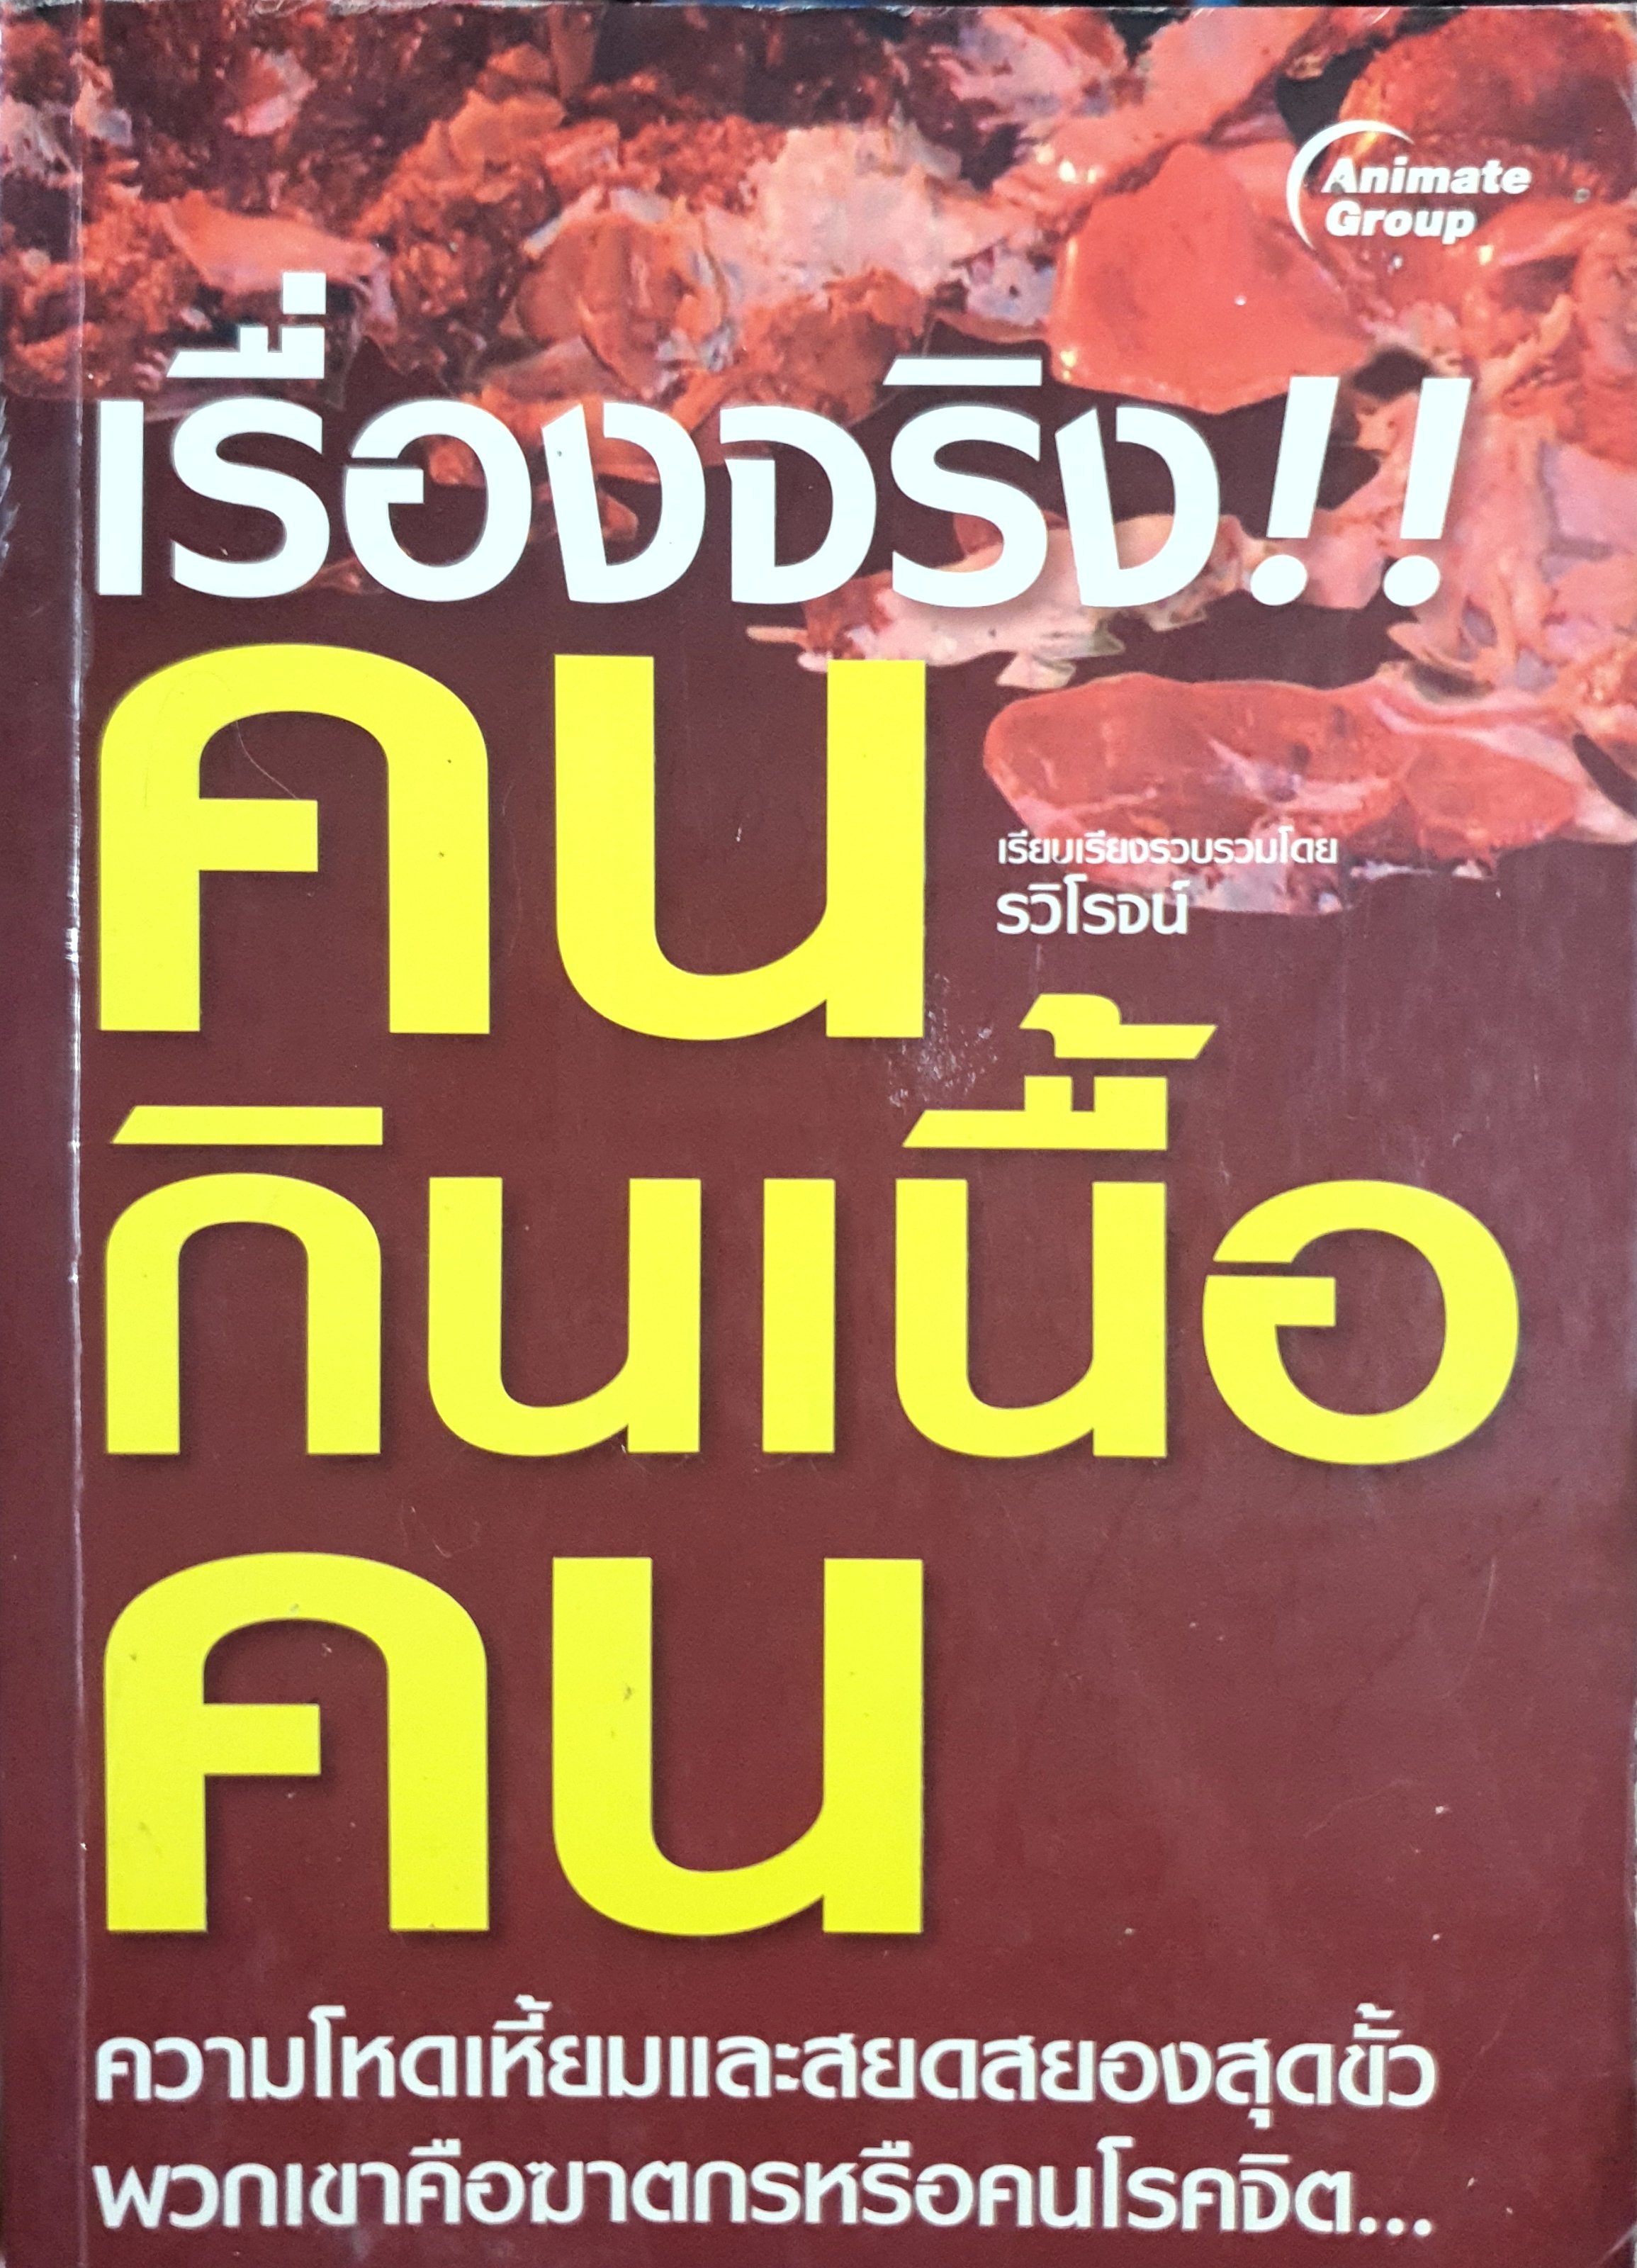 Animate
Group
เรื่องจริง!!
คน
เรียบเรียงรวบรวมโดย
รวิโรจน์
กินเนื้อ
คน
ความโหดเหี้ยมและสยดสยองสุดขั้ว
พวกเขาคือฆาตกรหรือคนโรคจิต...